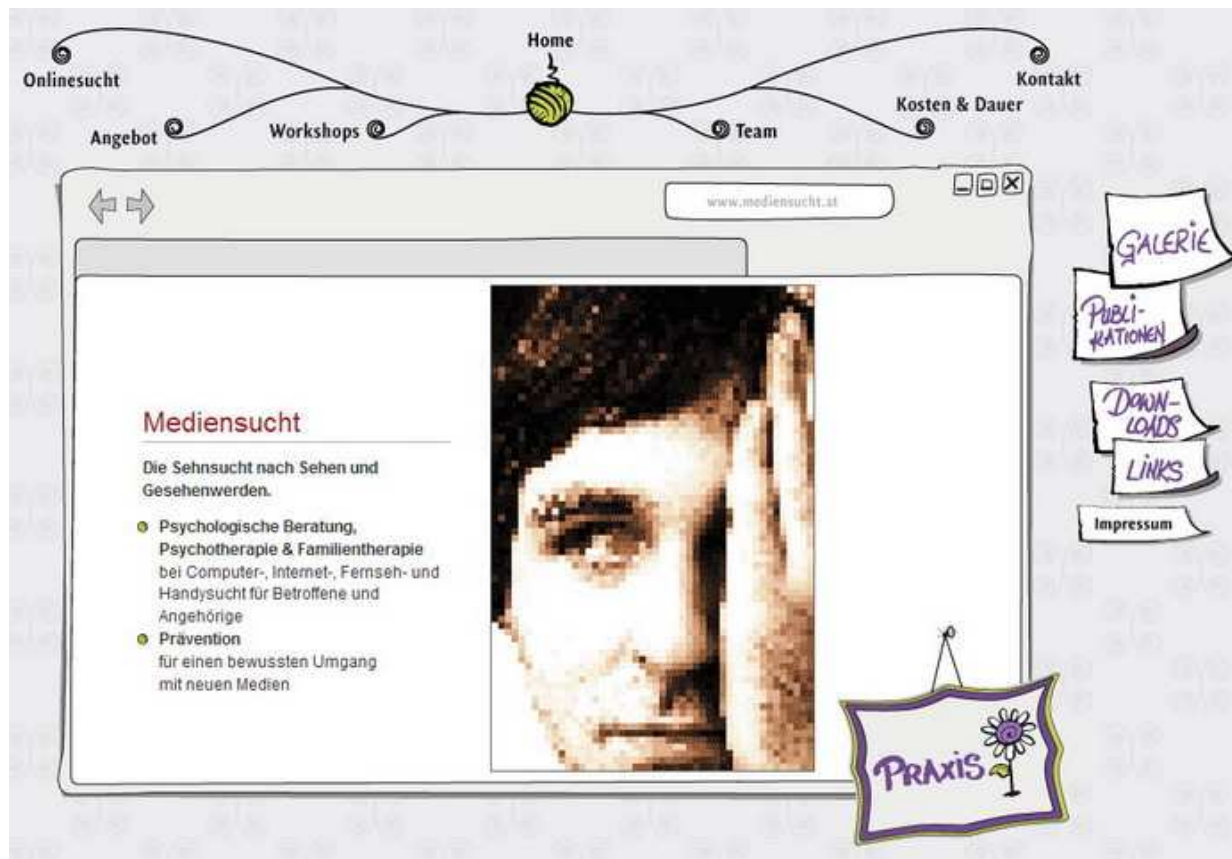 Home
Onlinesucht
Kontakt
Kosten & Dauer
Angebot
Workshops
Team
www.mediensucht.at
GALERIE
PUBLI-
KATIONEN
DOWN-
LOADS
LINKS
Impressum
Mediensucht
Die Sehnsucht nach Sehen und
Gesehenwerden.
Psychologische Beratung,
Psychotherapie & Familientherapie
bei Computer-, Internet-, Fernseh- und
Handysucht für Betroffene und
Angehörige
Prävention
für einen bewussten Umgang
mit neuen Medien
PRAXIS